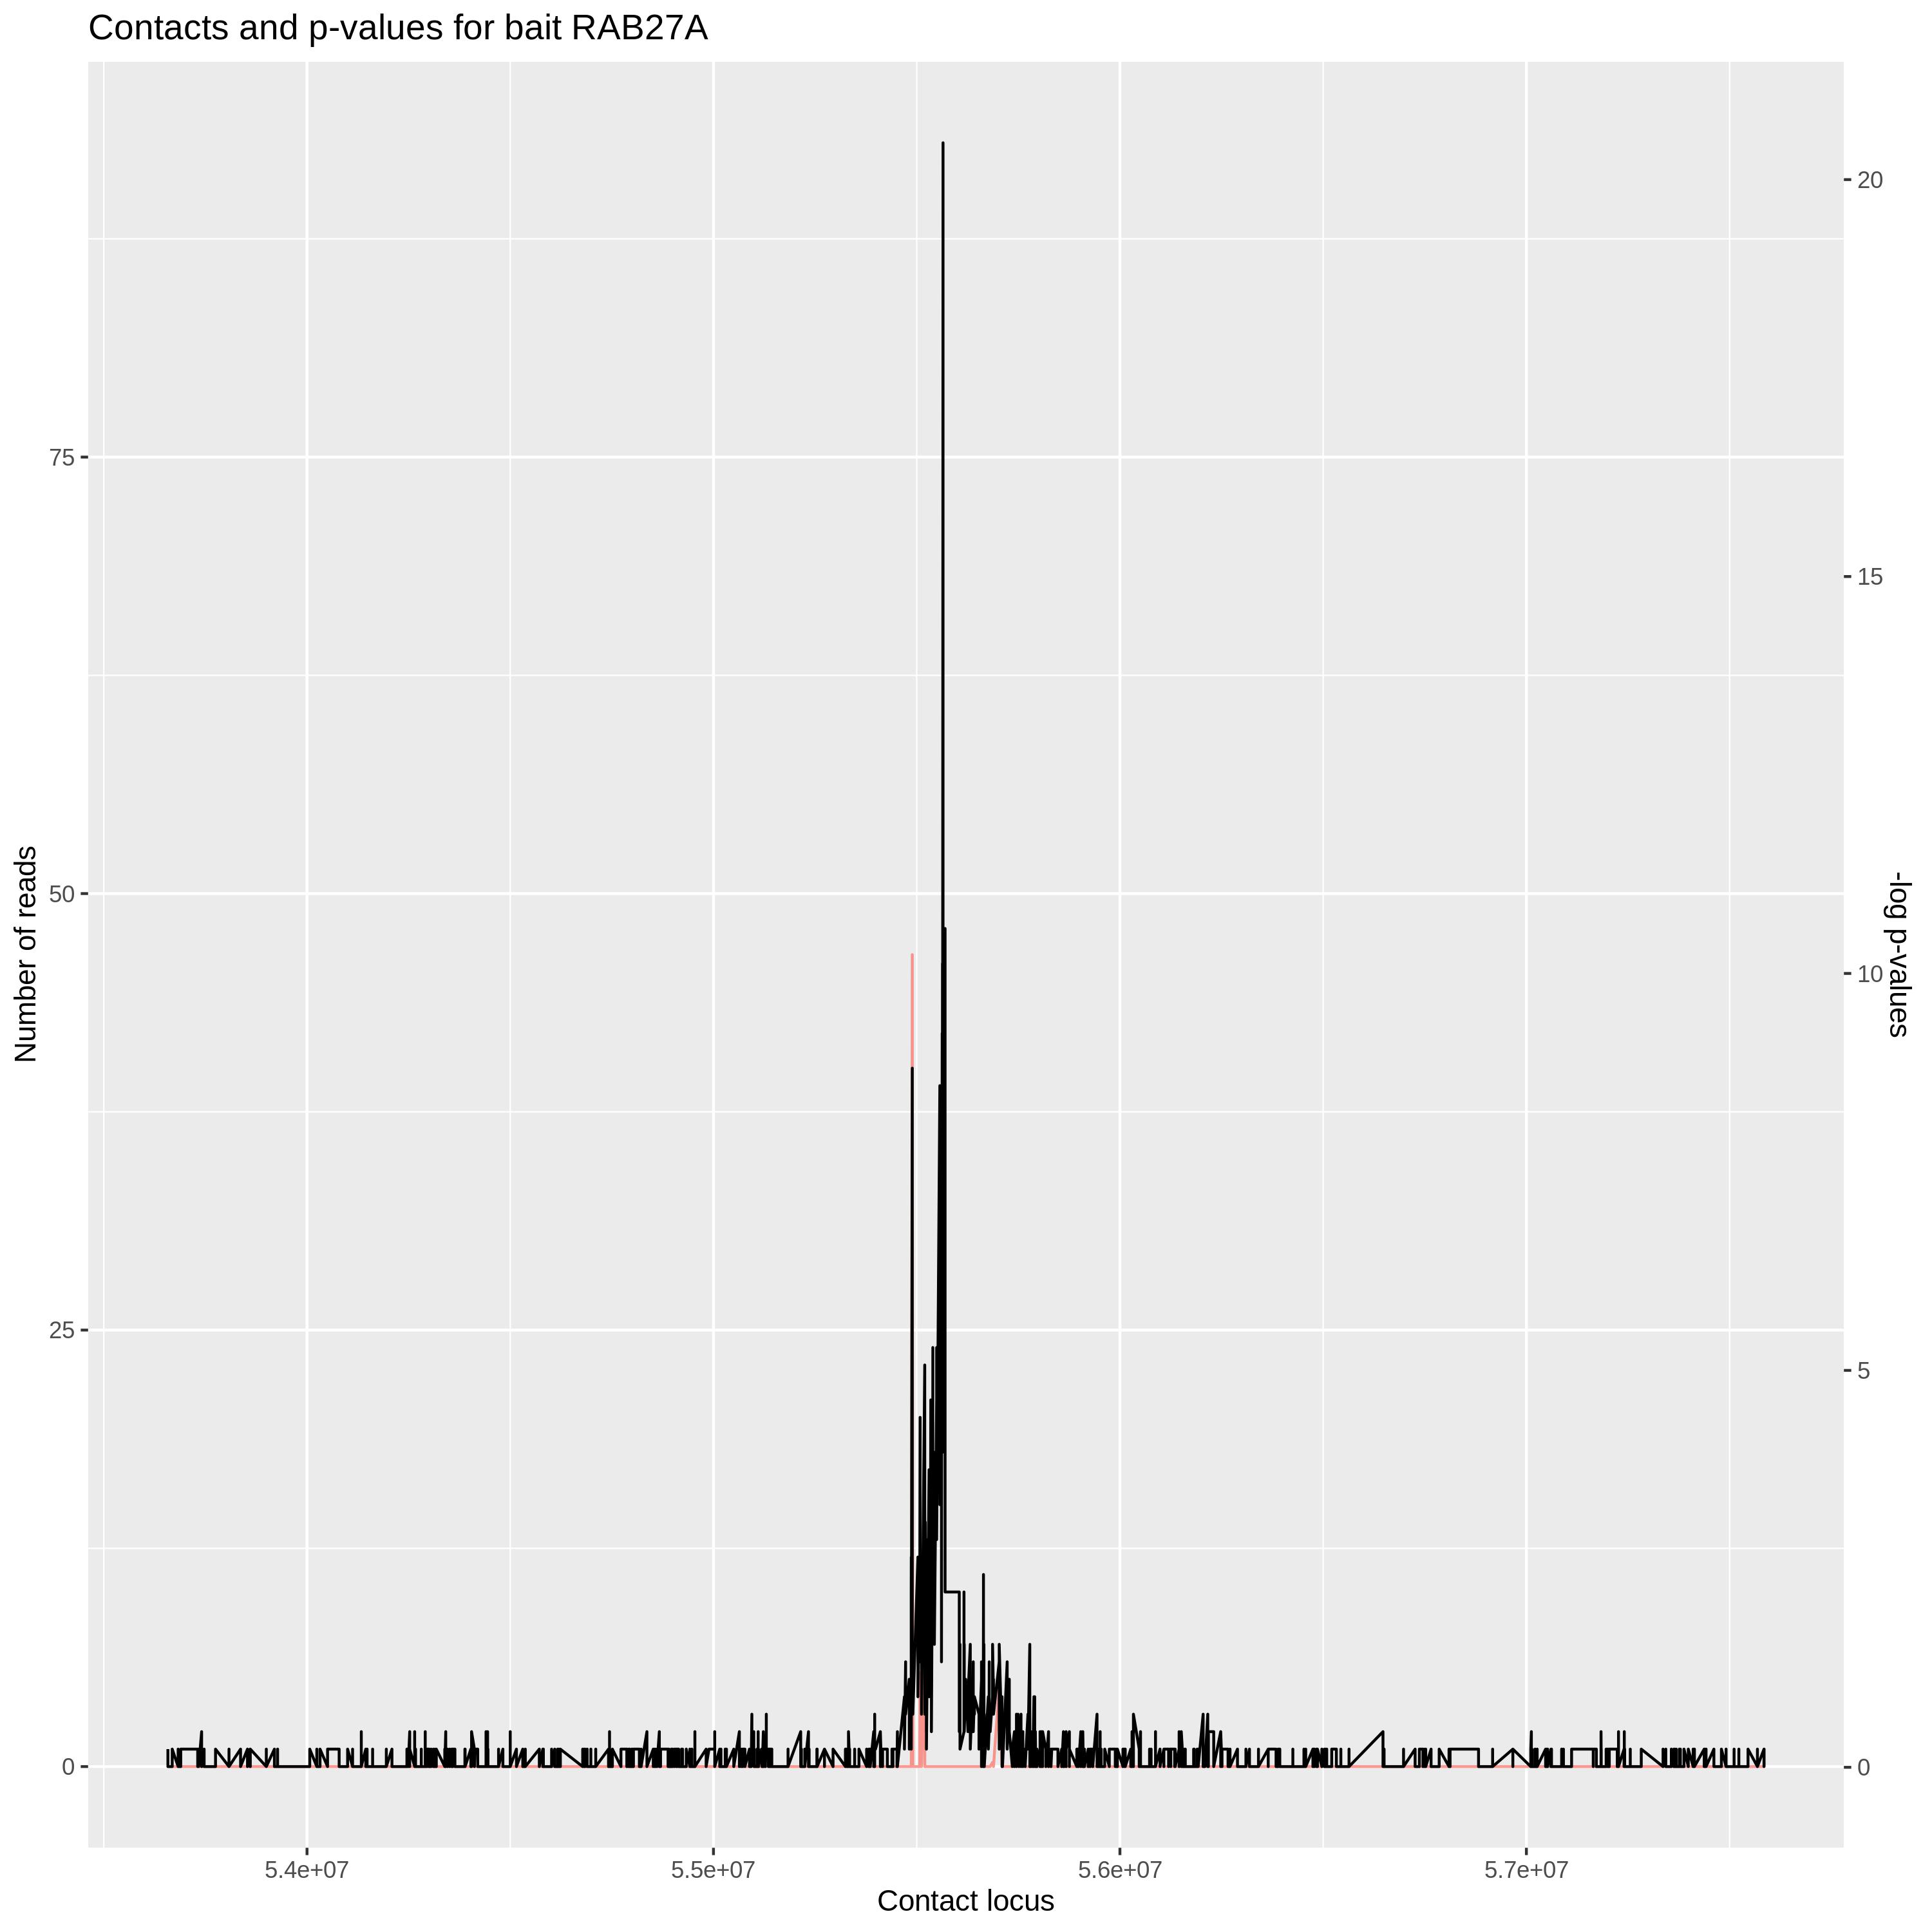 Contacts and p-values for bait RAB27A
75
50
25
0
Number of reads
20
15
10
5
0
-log p-values
5.4e+07
5.5e+07
5.6e+07
5.7e+07
Contact locus